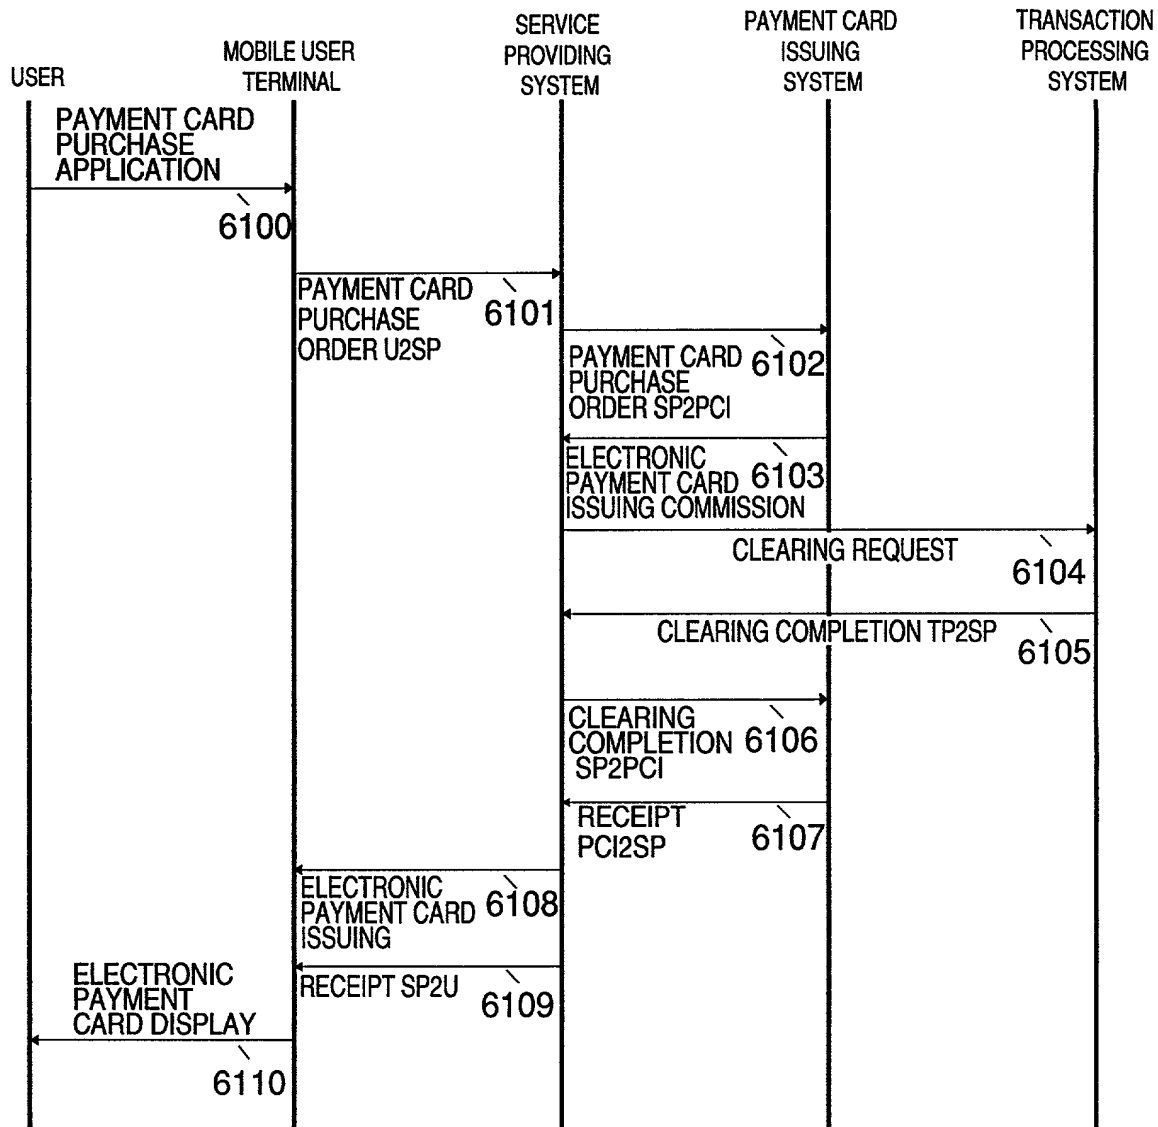 USER
MOBILE USER
TERMINAL
SERVICE
PROVIDING
SYSTEM
PAYMENT CARD
ISSUING
SYSTEM
TRANSACTION
PROCESSING
SYSTEM
PAYMENT CARD
PURCHASE
APPLICATION
6100
PAYMENT CARD
PURCHASE
ORDER U2SP
6101
PAYMENT CARD
PURCHASE
ORDER SP2PCI
6102
ELECTRONIC
PAYMENT CARD
ISSUING COMMISSION
6103
CLEARING REQUEST
6104
CLEARING COMPLETION TP2SP
6105
CLEARING
COMPLETION
SP2PCI
6106
RECEIPT
PCI2SP
6107
ELECTRONIC
PAYMENT CARD
ISSUING
6108
RECEIPT SP2U
6109
ELECTRONIC
PAYMENT
CARD DISPLAY
6110